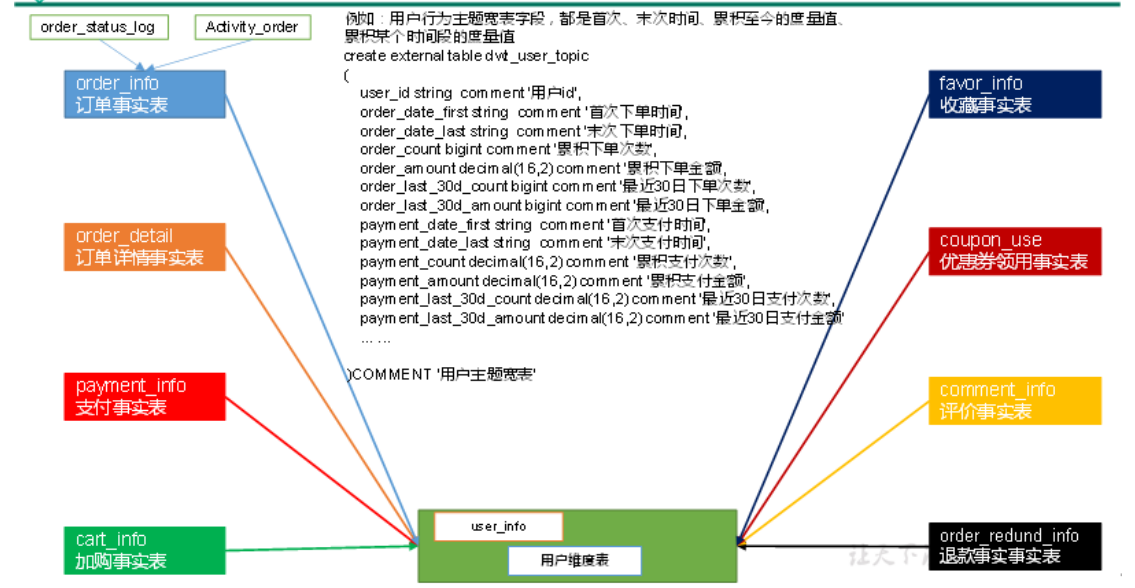 order_status_log
Activity_order
例如：用户行为主题宽表字段，都是首次、末次时间、累积至今的度量值、
累积某个时间段的度量值
create external table dwt_user_topic
(
user_id string comment '用户id',
order_date_first string comment '首次下单时间',
order_date_last string comment '末次下单时间',
order_count bigint comment '累积下单次数',
order_amount decimal(16,2) comment '累积下单金额',
order_last_30d_count bigint comment '最近30日下单次数',
order_last_30d_amount bigint comment '最近30日下单金额',
payment_date_first string comment '首次支付时间',
payment_date_last string comment '末次支付时间',
payment_count decimal(16,2) comment '累积支付次数',
payment_amount decimal(16,2) comment '累积支付金额',
payment_last_30d_count decimal(16,2) comment '最近30日支付次数',
payment_last_30d_amount decimal(16,2) comment '最近30日支付金额'
... ...
)COMMENT '用户主题宽表'
order_info
订单事实表
order_detail
订单详情事实表
payment_info
支付事实表
cart_info
加购事实表
favor_info
收藏事实表
coupon_use
优惠券领用事实表
comment_info
评价事实表
order_redund_info
退款事实事实表
user_info
用户维度表
让天下